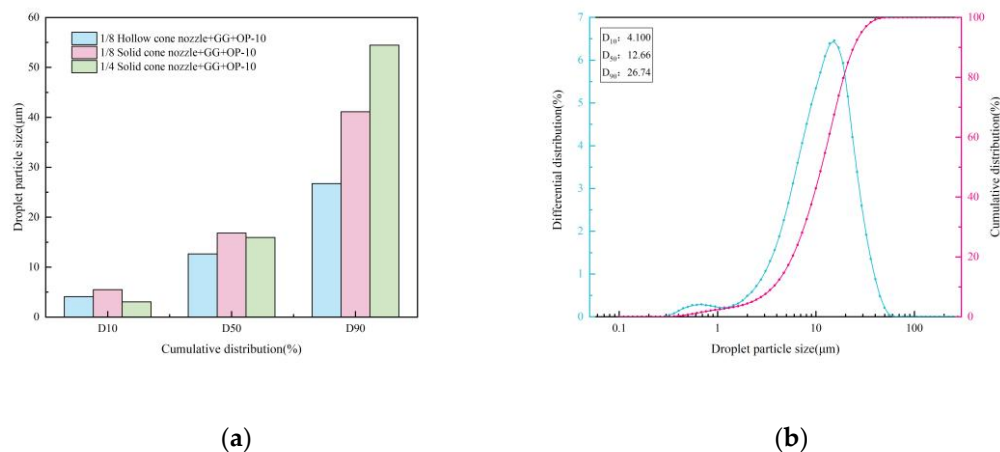 60
50
40
30
20
10
0
Droplet particle size(μm)
1/8 Hollow cone nozzle+GG+OP-10
1/8 Solid cone nozzle+GG+OP-10
1/4 Solid cone nozzle+GG+OP-10
D10 D50 D90
Cumulative distribution(%)
(a)
7
6
5
4
3
2
1
0
Differential distribution(%)
D10: 4.100
D50: 12.66
D90: 26.74
100
80
60
40
20
0
Cumulative distribution(%)
0.1 1 10 100
Droplet particle size(μm)
(b)